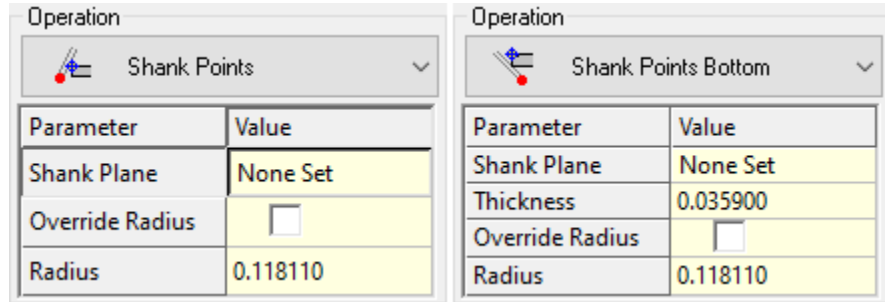 Operation
Shank Points
Parameter Value
Shank Plane None Set
Override Radius
Radius 0.118110
Operation
Shank Points Bottom
Parameter Value
Shank Plane None Set
Thickness 0.035900
Override Radius
Radius 0.118110